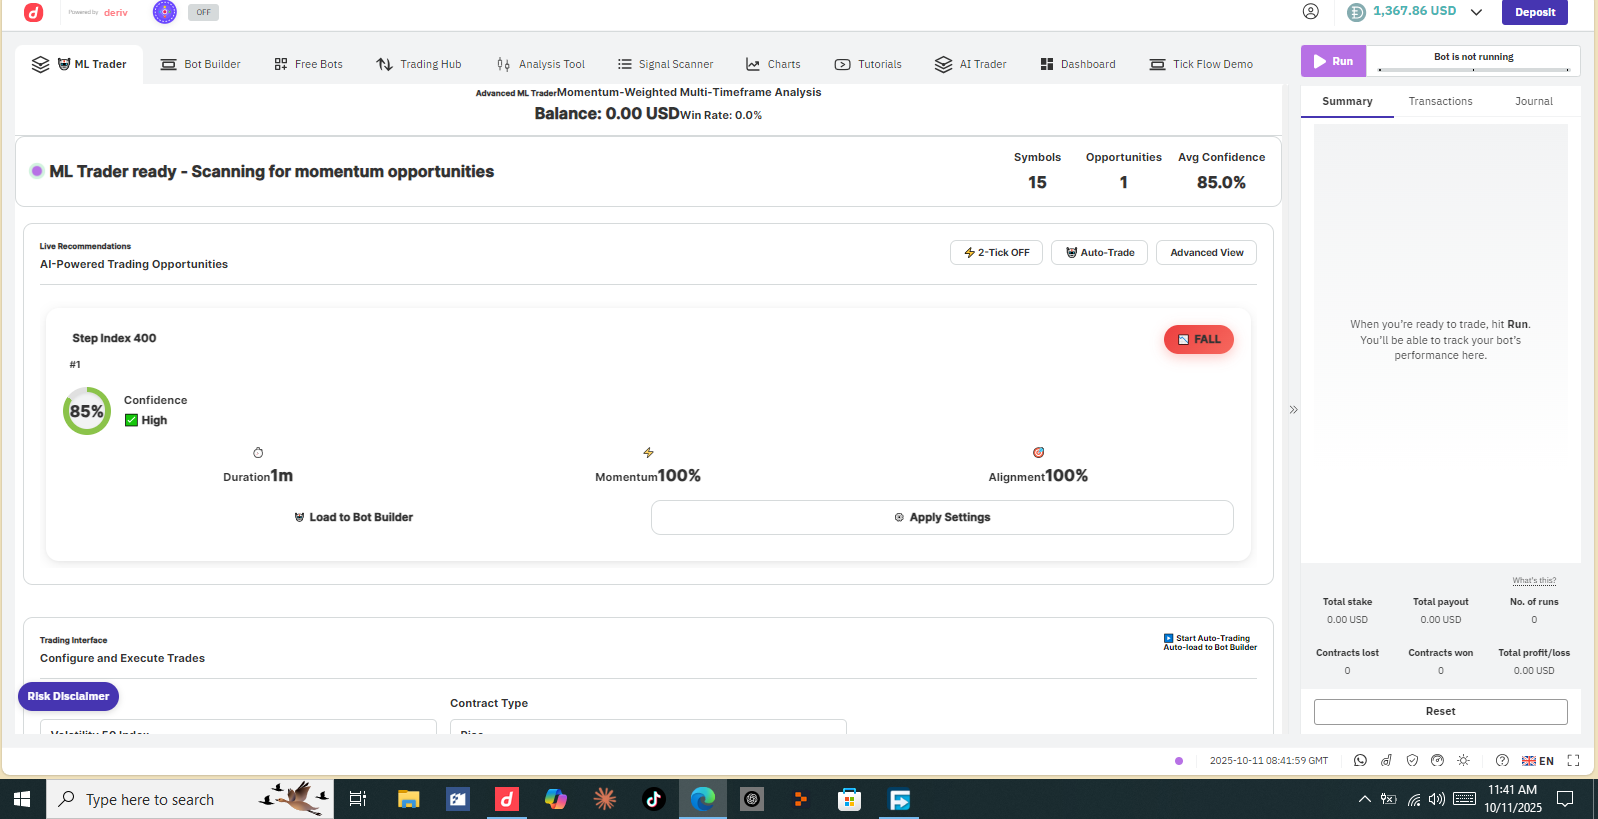 Powered by deriv
OFF
1,367.86 USD
Deposit
ML Trader
Bot Builder
Free Bots
Trading Hub
Analysis Tool
Signal Scanner
Charts
Tutorials
AI Trader
Dashboard
Tick Flow Demo
Run
Bot is not running
Advanced ML Trader Momentum-Weighted Multi-Timeframe Analysis
Balance: 0.00 USD Win Rate: 0.0%
Summary
Transactions
Journal
ML Trader ready - Scanning for momentum opportunities
Symbols
15
Opportunities
1
Avg Confidence
85.0%
Live Recommendations
AI-Powered Trading Opportunities
2-Tick OFF
Auto-Trade
Advanced View
Step Index 400
#1
FALL
85%
Confidence
High
Duration 1m
Momentum 100%
Alignment 100%
Load to Bot Builder
Apply Settings
When you're ready to trade, hit Run.
You'll be able to track your bot's
performance here.
What's this?
Total stake
0.00 USD
Total payout
0.00 USD
No. of runs
0
Contracts lost
0
Contracts won
0
Total profit/loss
0.00 USD
Reset
Trading Interface
Configure and Execute Trades
Start Auto-Trading
Auto-load to Bot Builder
Risk Disclaimer
Contract Type
Volatility 50 Index
Rise
2025-10-11 08:41:59 GMT
EN
Type here to search
11:41 AM
10/11/2025